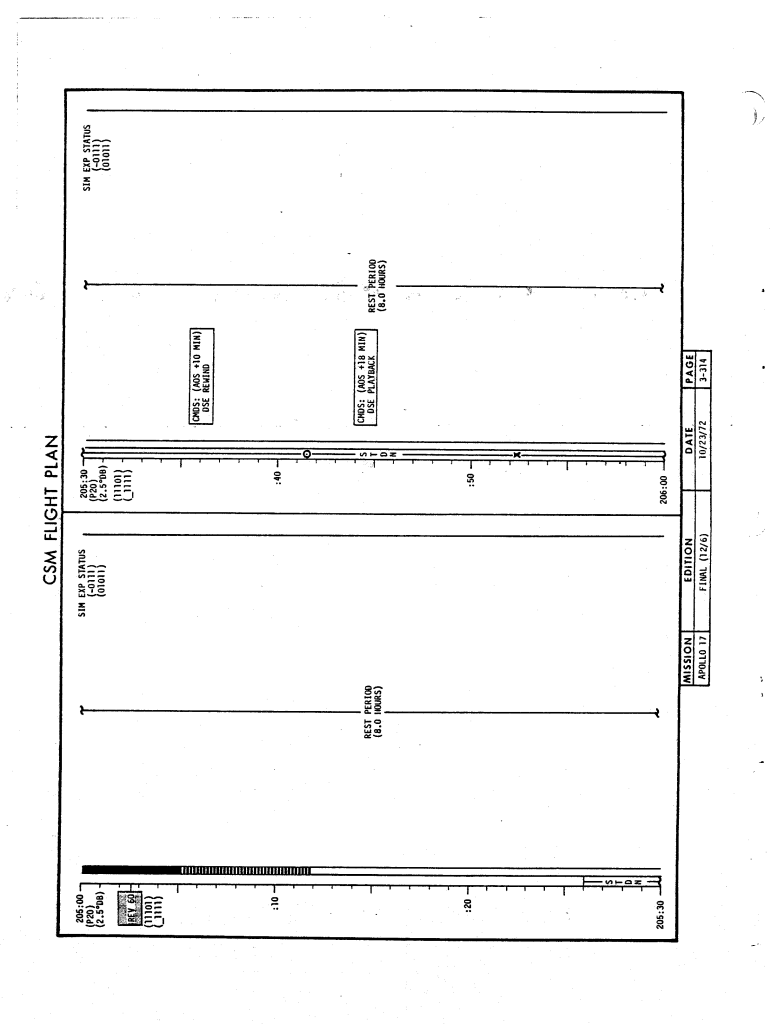 CSM FLIGHT PLAN
205:00
(P20)
(2.5°DB)
REV 60
(11101)
(_1111)
:10
:20
205:30
STDN
SIM EXP STATUS
(-0111)
(01011)
REST PERIOD
(8.0 HOURS)
205:30
(P20)
(2.5°DB)
(11101)
(_1111)
:40
:50
206:00
STDN
CMDS: (AOS +10 MIN)
DSE REWIND
CMDS: (AOS +18 MIN)
DSE PLAYBACK
SIM EXP STATUS
(-0111)
(01011)
REST PERIOD
(8.0 HOURS)
MISSION EDITION DATE PAGE
APOLLO 17 FINAL (12/6) 10/23/72 3-314